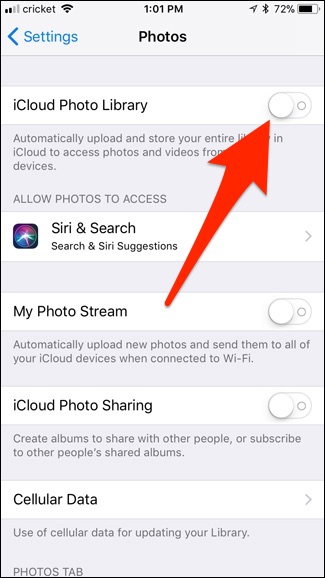 cricket 1:01 PM 72%
Settings Photos
iCloud Photo Library
Automatically upload and store your entire in
iCloud to access photos and videos from
devices.
ALLOW PHOTOS TO ACCESS
Siri & Search
Search & Siri Suggestions
My Photo Stream
Automatically upload new photos and send them to all of
your iCloud devices when connected to Wi-Fi.
iCloud Photo Sharing
Create albums to share with other people, or subscribe
to other people's shared albums.
Cellular Data
Use of cellular data for updating your Library.
PHOTOS TAB